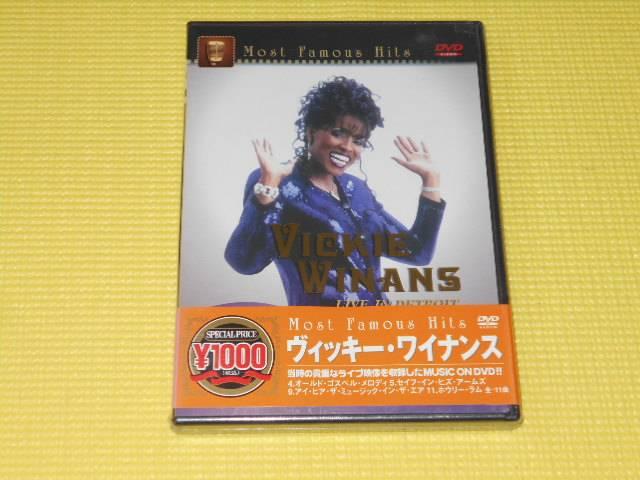 Most Famous Hits
DVD
VIDEO
VICKIE
WINANS
LIVE IN DETROIT
Most Famous Hits
DVD
VIDEO
SPECIAL PRICE
¥1000
(税込)
ヴィッキー・ワイナンス
当時の貴重なライブ映像を収録したMUSIC ON DVD!!
4.オールド・ゴスペル・メロディ 5.セイフ・イン・ヒズ・アームズ
9.アイ・ヒア・ザ・ミュージック・イン・ザ・エア 11.ホウリー・ラム 全・11曲